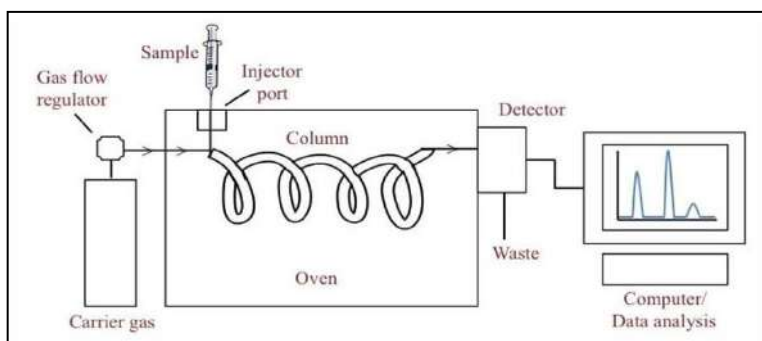 Sample
Gas flow
regulator
Injector
port
Detector
Column
Oven
Waste
Carrier gas
Computer/
Data analysis